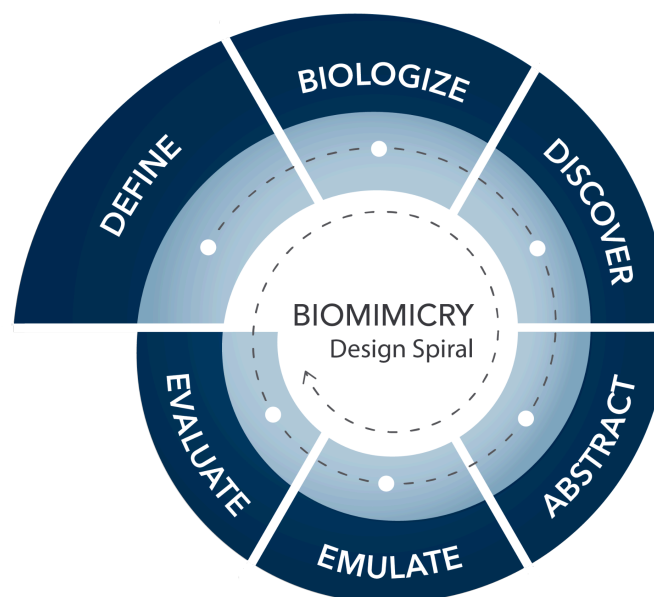 DEFINE
BIOLOGIZE
DISCOVER
ABSTRACT
EMULATE
EVALUATE
BIOMIMICRY
Design Spiral